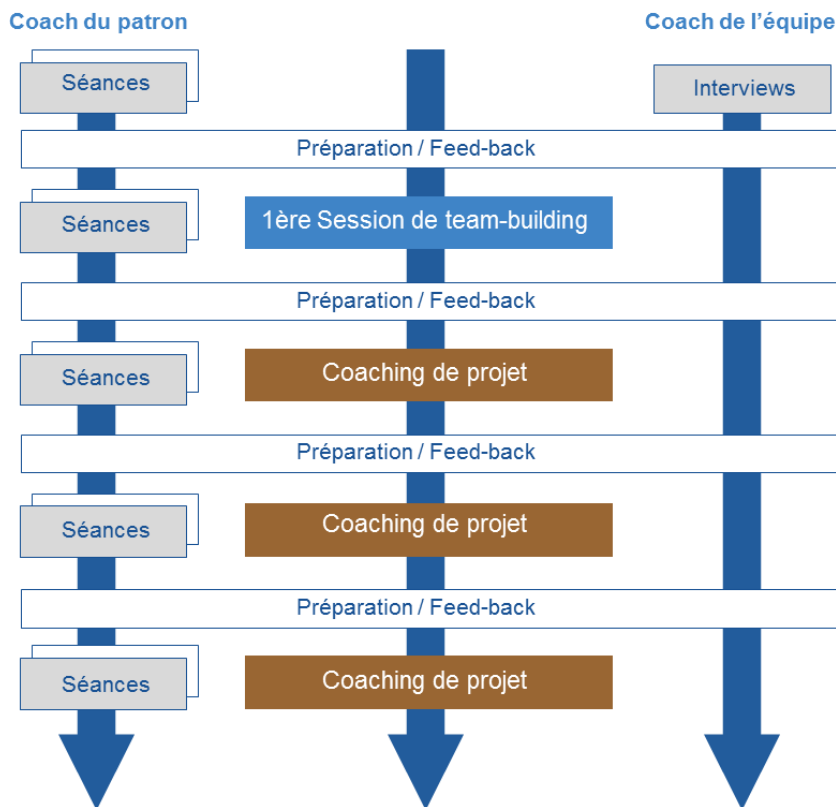 Coach du patron
Coach de l'équipe
Séances
Interviews
Préparation / Feed-back
Séances
1ère Session de team-building
Préparation / Feed-back
Séances
Coaching de projet
Préparation / Feed-back
Séances
Coaching de projet
Préparation / Feed-back
Séances
Coaching de projet